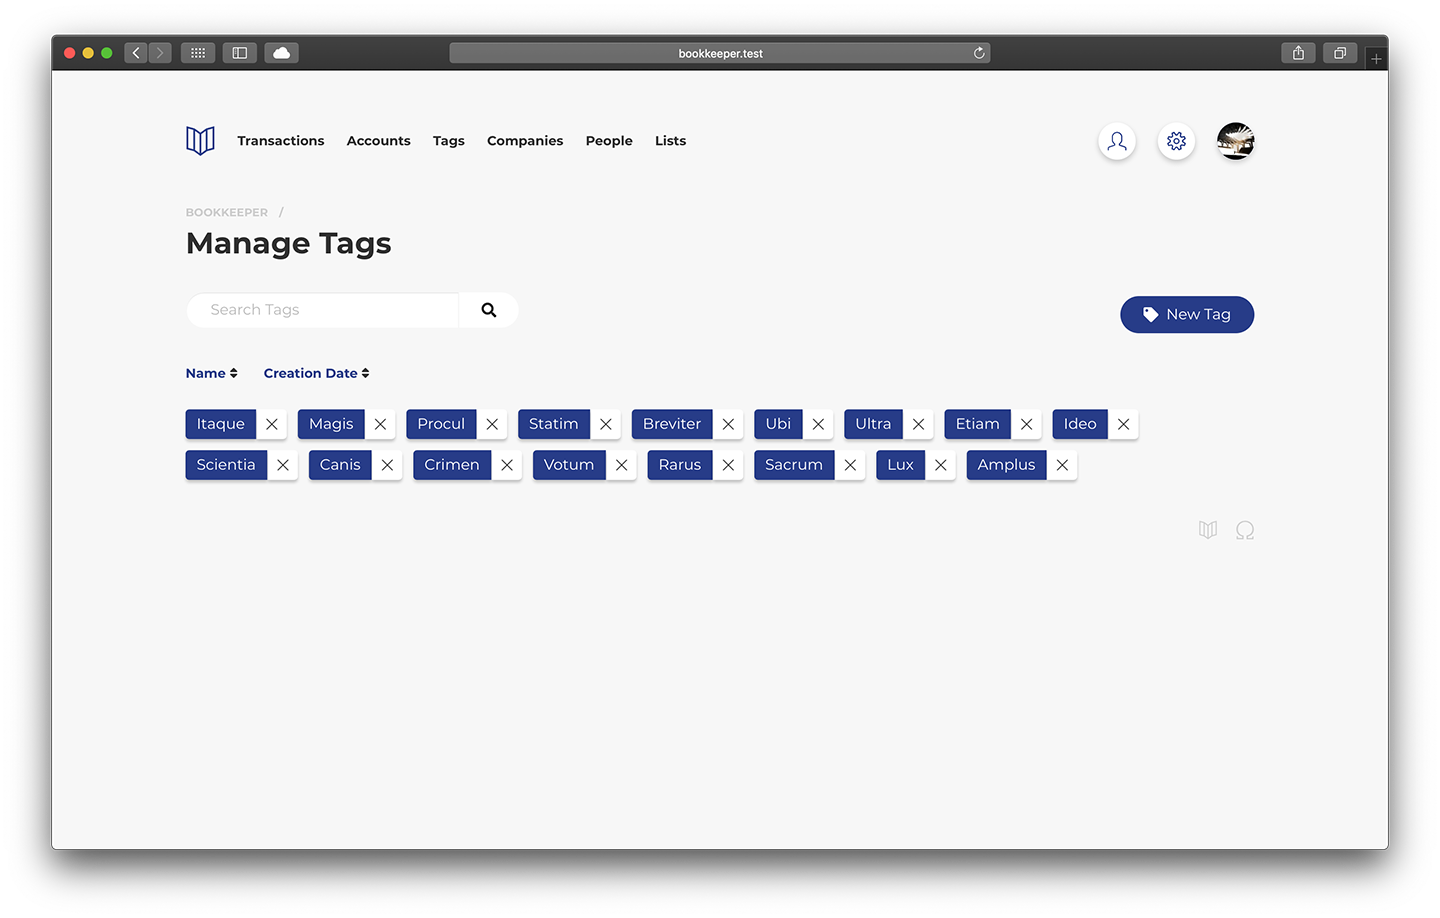 bookkeeper.test
Transactions Accounts Tags Companies People Lists
BOOKKEEPER /
Manage Tags
Search Tags
New Tag
Name Creation Date
Itaque Magis Procul Statim Breviter Ubi Ultra Etiam Ideo
Scientia Canis Crimen Votum Rarus Sacrum Lux Amplus